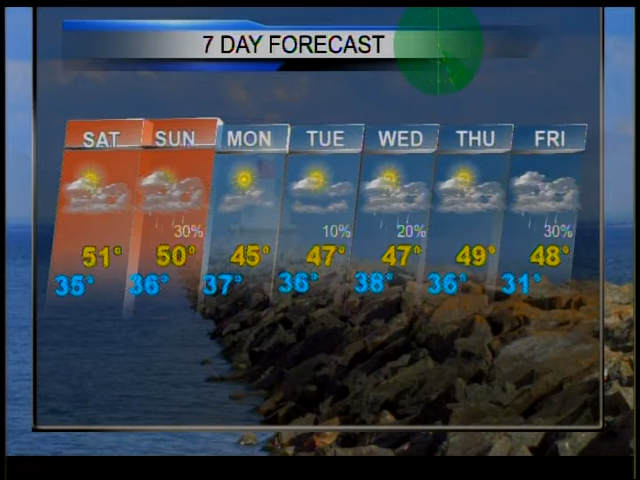 7 DAY FORECAST
SAT SUN MON TUE WED THU FRI
30% 10% 20% 30%
51° 50° 45° 47° 47° 49° 48°
35° 36° 37° 36° 38° 36° 31°